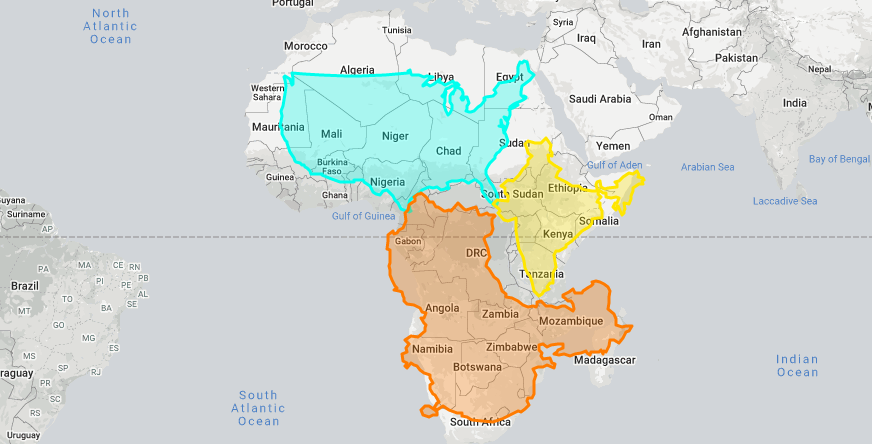 Portugal
North
Atlantic
Ocean
Morocco
Tunisia
Syria
Iraq
Iran
Afghanistan
Pakistan
Nepal
Algeria
Libya
Egypt
Western
Sahara
Saudi Arabia
Oman
India
Mauritania
Mali
Niger
Chad
Sudan
Yemen
Gulf of Aden
Arabian Sea
Bay of Bengal
Burkina
Faso
Guinea
Ghana
Nigeria
South Sudan
Ethiopia
Laccadive Sea
Guyana
Suriname
AP
Gulf of Guinea
Somalia
Gabon
DRC
Kenya
Tanzania
PA
MA
CE
RN
PB
PE
AL
SE
PI
TO
BA
Brazil
MT
GO
MG
ES
MS
SP
RJ
PR
SC
RS
raguay
Uruguay
Angola
Zambia
Mozambique
Namibia
Zimbabwe
Botswana
Madagascar
South Africa
South
Atlantic
Ocean
Indian
Ocean